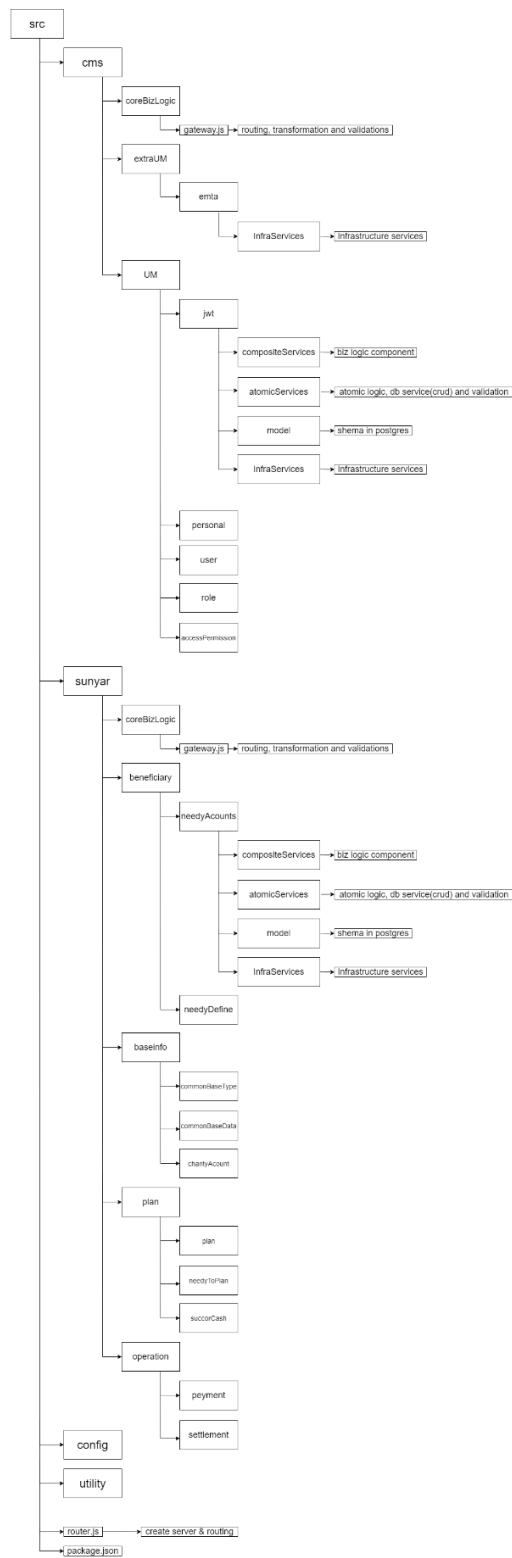 src
cms
coreBizLogic
gateway.js routing, transformation and validations
extraUM
emta
InfraServices Infrastructure services
UM
jwt
compositeServices biz logic component
atomicServices atomic logic, db service(crud) and validation
model shema in postgres
InfraServices Infrastructure services
personal
user
role
accessPermission
sunyar
coreBizLogic
gateway.js routing, transformation and validations
beneficiary
needyAcounts
compositeServices biz logic component
atomicServices atomic logic, db service(crud) and validation
model shema in postgres
InfraServices Infrastructure services
needyDefine
baseInfo
commonBaseType
commonBaseData
charityAcount
plan
plan
needyToPlan
succorCash
operation
peyment
settlement
config
utility
router.js create server & routing
package.json